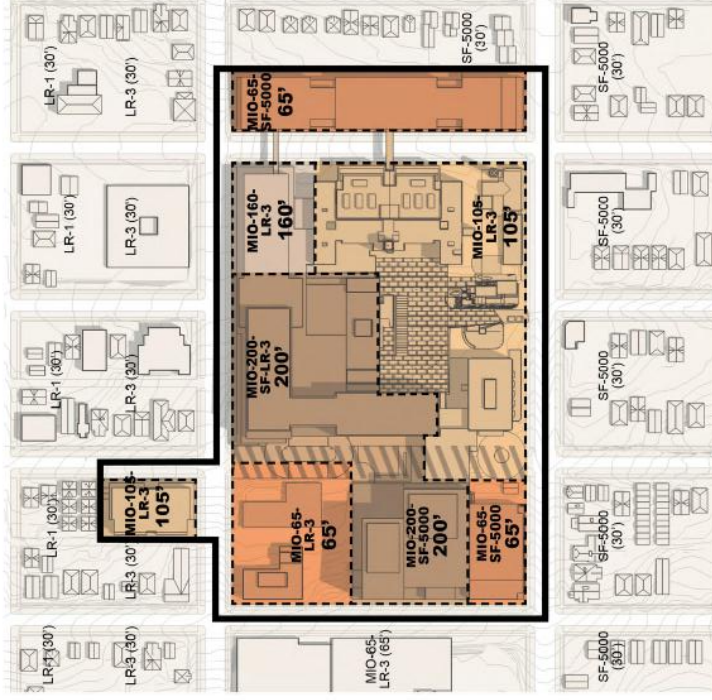 LR-1 (30')
LR-3 (30')
SF-5000
(30')
SF-5000
(30')
MIO-65-
SF-5000
65'
LR-1 (30')
LR-3 (30')
MIO-160-
LR-3
160'
MIO-105-
LR-3
105'
SF-5000
(30')
LR-1 (30')
LR-3 (30')
MIO-200-
SF-LR-3
200'
SF-5000
(30')
LR-1 (30')
LR-3 (30')
MIO-105-
LR-3
105'
MIO-65-
LR-3
65'
MIO-200-
SF-5000
200'
MIO-65-
SF-5000
65'
SF-5000
(30')
LR-1 (30')
LR-3 (30')
MIO-65-
LR-3 (65')
SF-5000
(30')